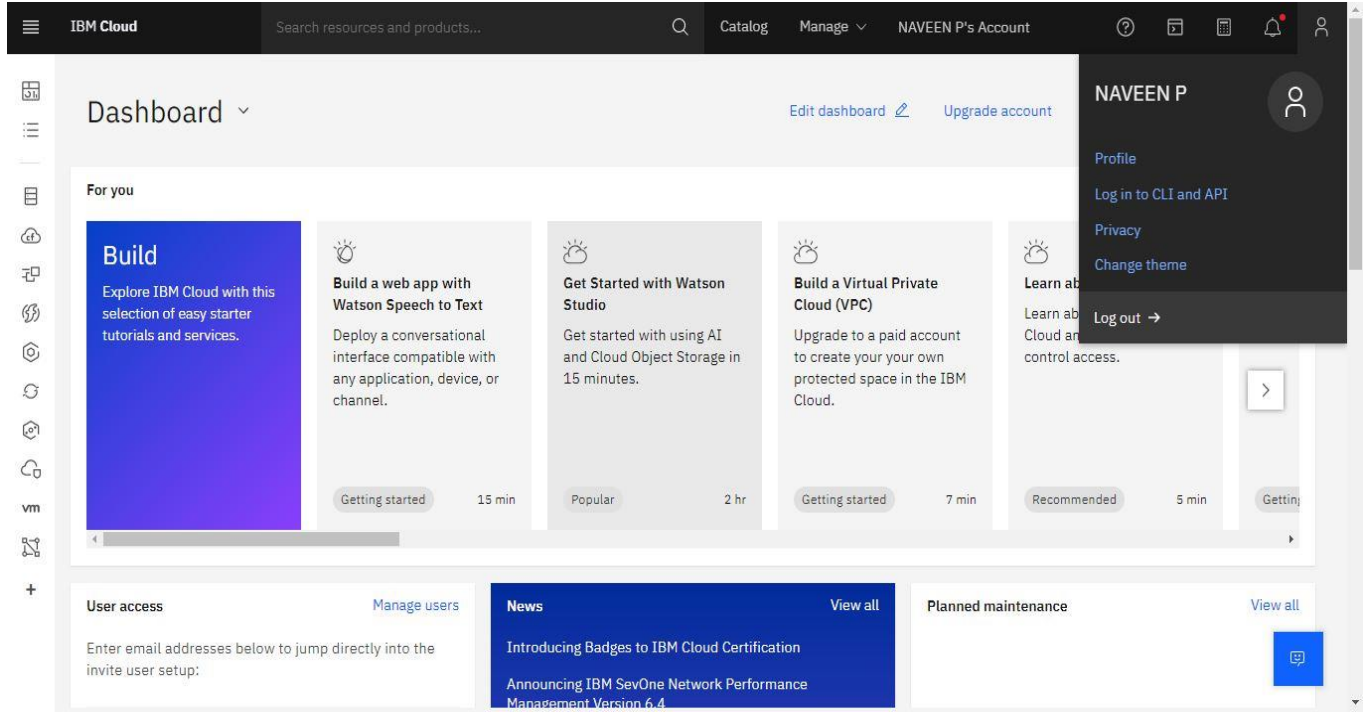 IBM Cloud
Search resources and products...
Catalog
Manage
NAVEEN P's Account
Dashboard
Edit dashboard
Upgrade account
NAVEEN P
Profile
Log in to CLI and API
Privacy
Change theme
Log out →
For you
Build
Explore IBM Cloud with this
selection of easy starter
tutorials and services.
Build a web app with
Watson Speech to Text
Deploy a conversational
interface compatible with
any application, device, or
channel.
Getting started
15 min
Get Started with Watson
Studio
Get started with using AI
and Cloud Object Storage in
15 minutes.
Popular
2 hr
Build a Virtual Private
Cloud (VPC)
Upgrade to a paid account
to create your your own
protected space in the IBM
Cloud.
Getting started
7 min
Learn ab
Learn ab
Cloud an
control access.
Recommended
5 min
Getting
cf
vm
+
User access
Manage users
Enter email addresses below to jump directly into the
invite user setup:
News
View all
Introducing Badges to IBM Cloud Certification
Announcing IBM SevOne Network Performance
Management Version 6.4
Planned maintenance
View all